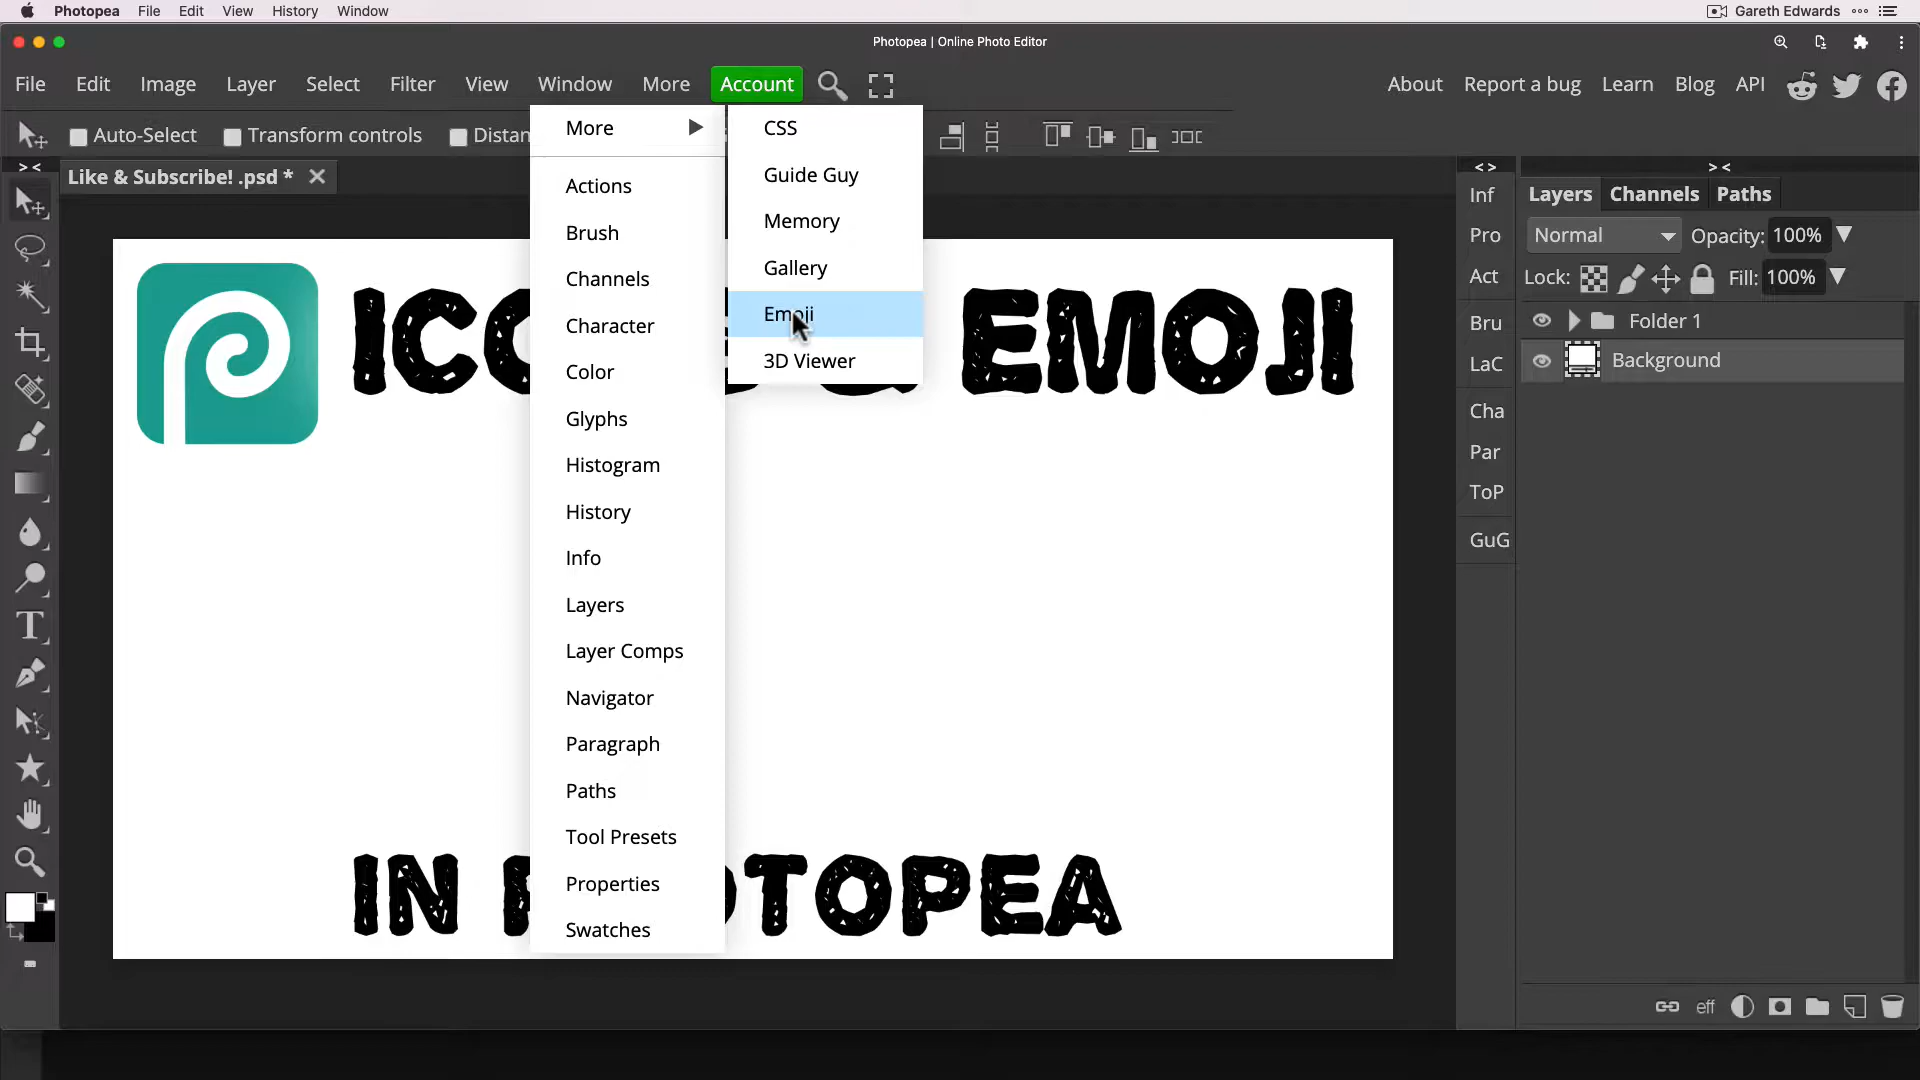 Photopea File Edit View History Window Gareth Edwards
Photopea | Online Photo Editor
File Edit Image Layer Select Filter View Window More Account About Report a bug Learn Blog API
Auto-Select Transform controls Distan
> < < > > <
Like & Subscribe! .psd *
More
Actions
Brush
Channels
Character
Color
Glyphs
Histogram
History
Info
Layers
Layer Comps
Navigator
Paragraph
Paths
Tool Presets
Properties
Swatches
CSS
Guide Guy
Memory
Gallery
Emoji
3D Viewer
EMOJI
IN
Inf
Pro
Act
Bru
LaC
Cha
Par
ToP
GuG
Layers Channels Paths
Normal Opacity: 100%
Lock: Fill: 100%
Folder 1
Background
eff